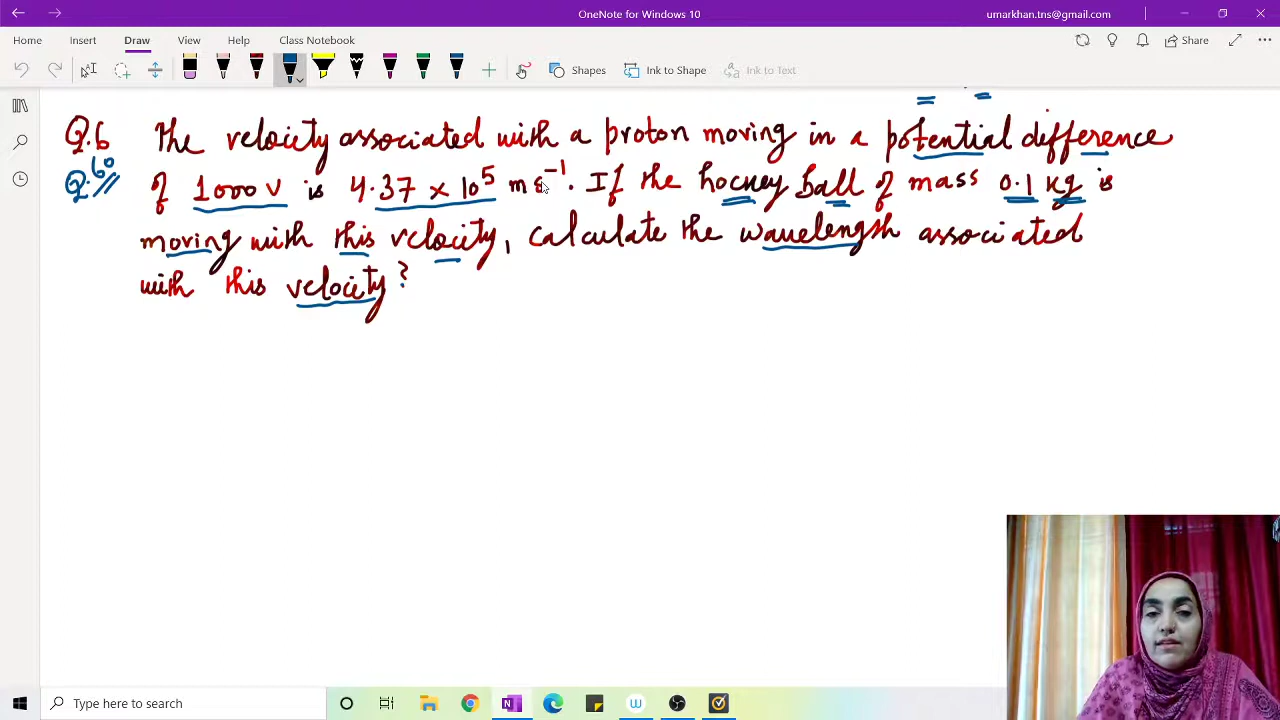 OneNote for Windows 10
umarkhan.tns@gmail.com
Home Insert Draw View Help Class Notebook
Share
Shapes Ink to Shape Ink to Text
Q.6 The velocity associated with a proton moving in a potential difference
Q.60 of 1000 V is 4.37 × 10⁵ ms⁻¹. If the hockey ball of mass 0.1 kg is
moving with this velocity, calculate the wavelength associated
with this velocity?
Type here to search